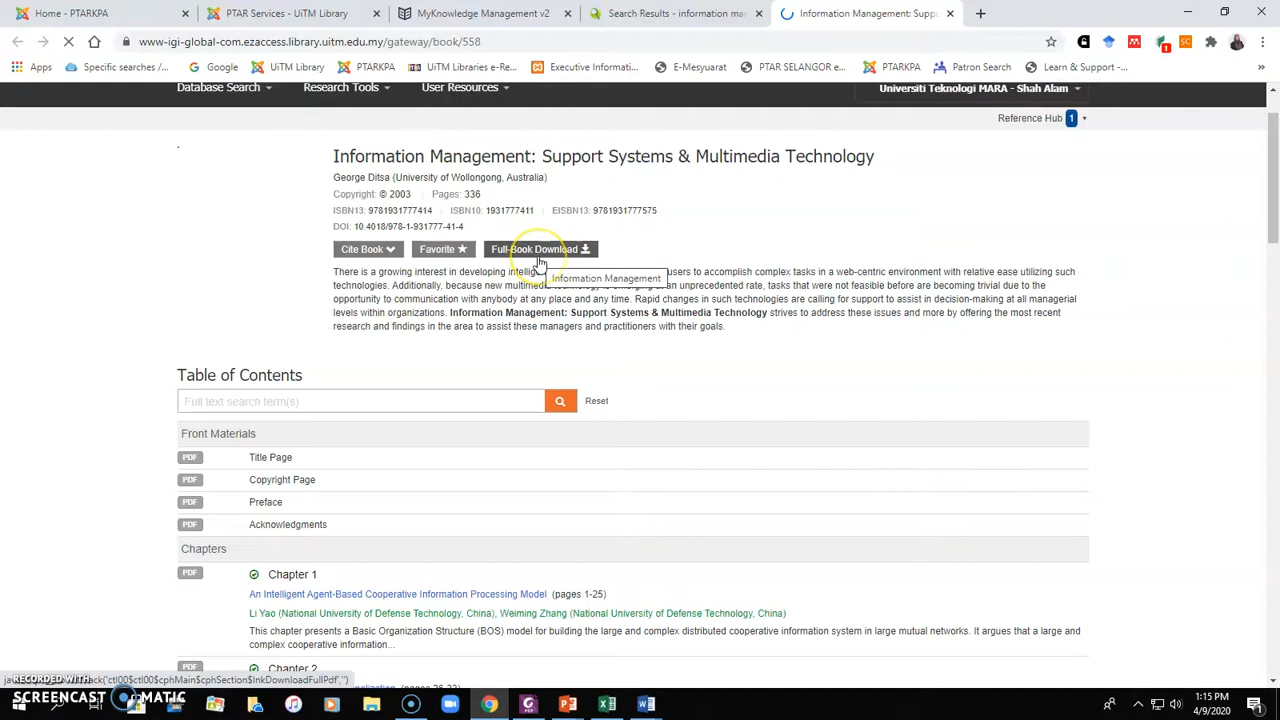 Home - PTARKPA
PTAR Services - UiTM Library
MyKnowledge Management v2
Search Results - information mar
Information Management: Suppo
www-igi-global-com.ezaccess.library.uitm.edu.my/gateway/book/558
Apps
Specific searches /...
Google
UiTM Library
PTARKPA
UiTM Libraries e-Re...
Executive Informati...
E-Mesyuarat
PTAR SELANGOR e...
PTARKPA
Patron Search
Learn & Support -...
»
Database Search
Research Tools
User Resources
Universiti Teknologi MARA - Shah Alam
Reference Hub 1
Information Management: Support Systems & Multimedia Technology
George Ditsa (University of Wollongong, Australia)
Copyright: © 2003 | Pages: 336
ISBN13: 9781931777414 | ISBN10: 1931777411 | EISBN13: 9781931777575
DOI: 10.4018/978-1-931777-41-4
Cite Book
Favorite
Full-Book Download
Information Management
There is a growing interest in developing intellig users to accomplish complex tasks in a web-centric environment with relative ease utilizing such
technologies. Additionally, because new multimedia technology is emerging at an unprecedented rate, tasks that were not feasible before are becoming trivial due to the
opportunity to communication with anybody at any place and any time. Rapid changes in such technologies are calling for support to assist in decision-making at all managerial
levels within organizations. Information Management: Support Systems & Multimedia Technology strives to address these issues and more by offering the most recent
research and findings in the area to assist these managers and practitioners with their goals.
Table of Contents
Full text search term(s)
Reset
Front Materials
PDF Title Page
PDF Copyright Page
PDF Preface
PDF Acknowledgments
Chapters
PDF Chapter 1
An Intelligent Agent-Based Cooperative Information Processing Model (pages 1-25)
Li Yao (National University of Defense Technology, China), Weiming Zhang (National University of Defense Technology, China)
This chapter presents a Basic Organization Structure (BOS) model for building the large and complex distributed cooperative information system in large mutual networks. It argues that a large and
complex cooperative information...
PDF Chapter 2
(pages 26-33)
RECORDED WITH
SCREENCAST MATIC
1:15 PM
4/9/2020
1